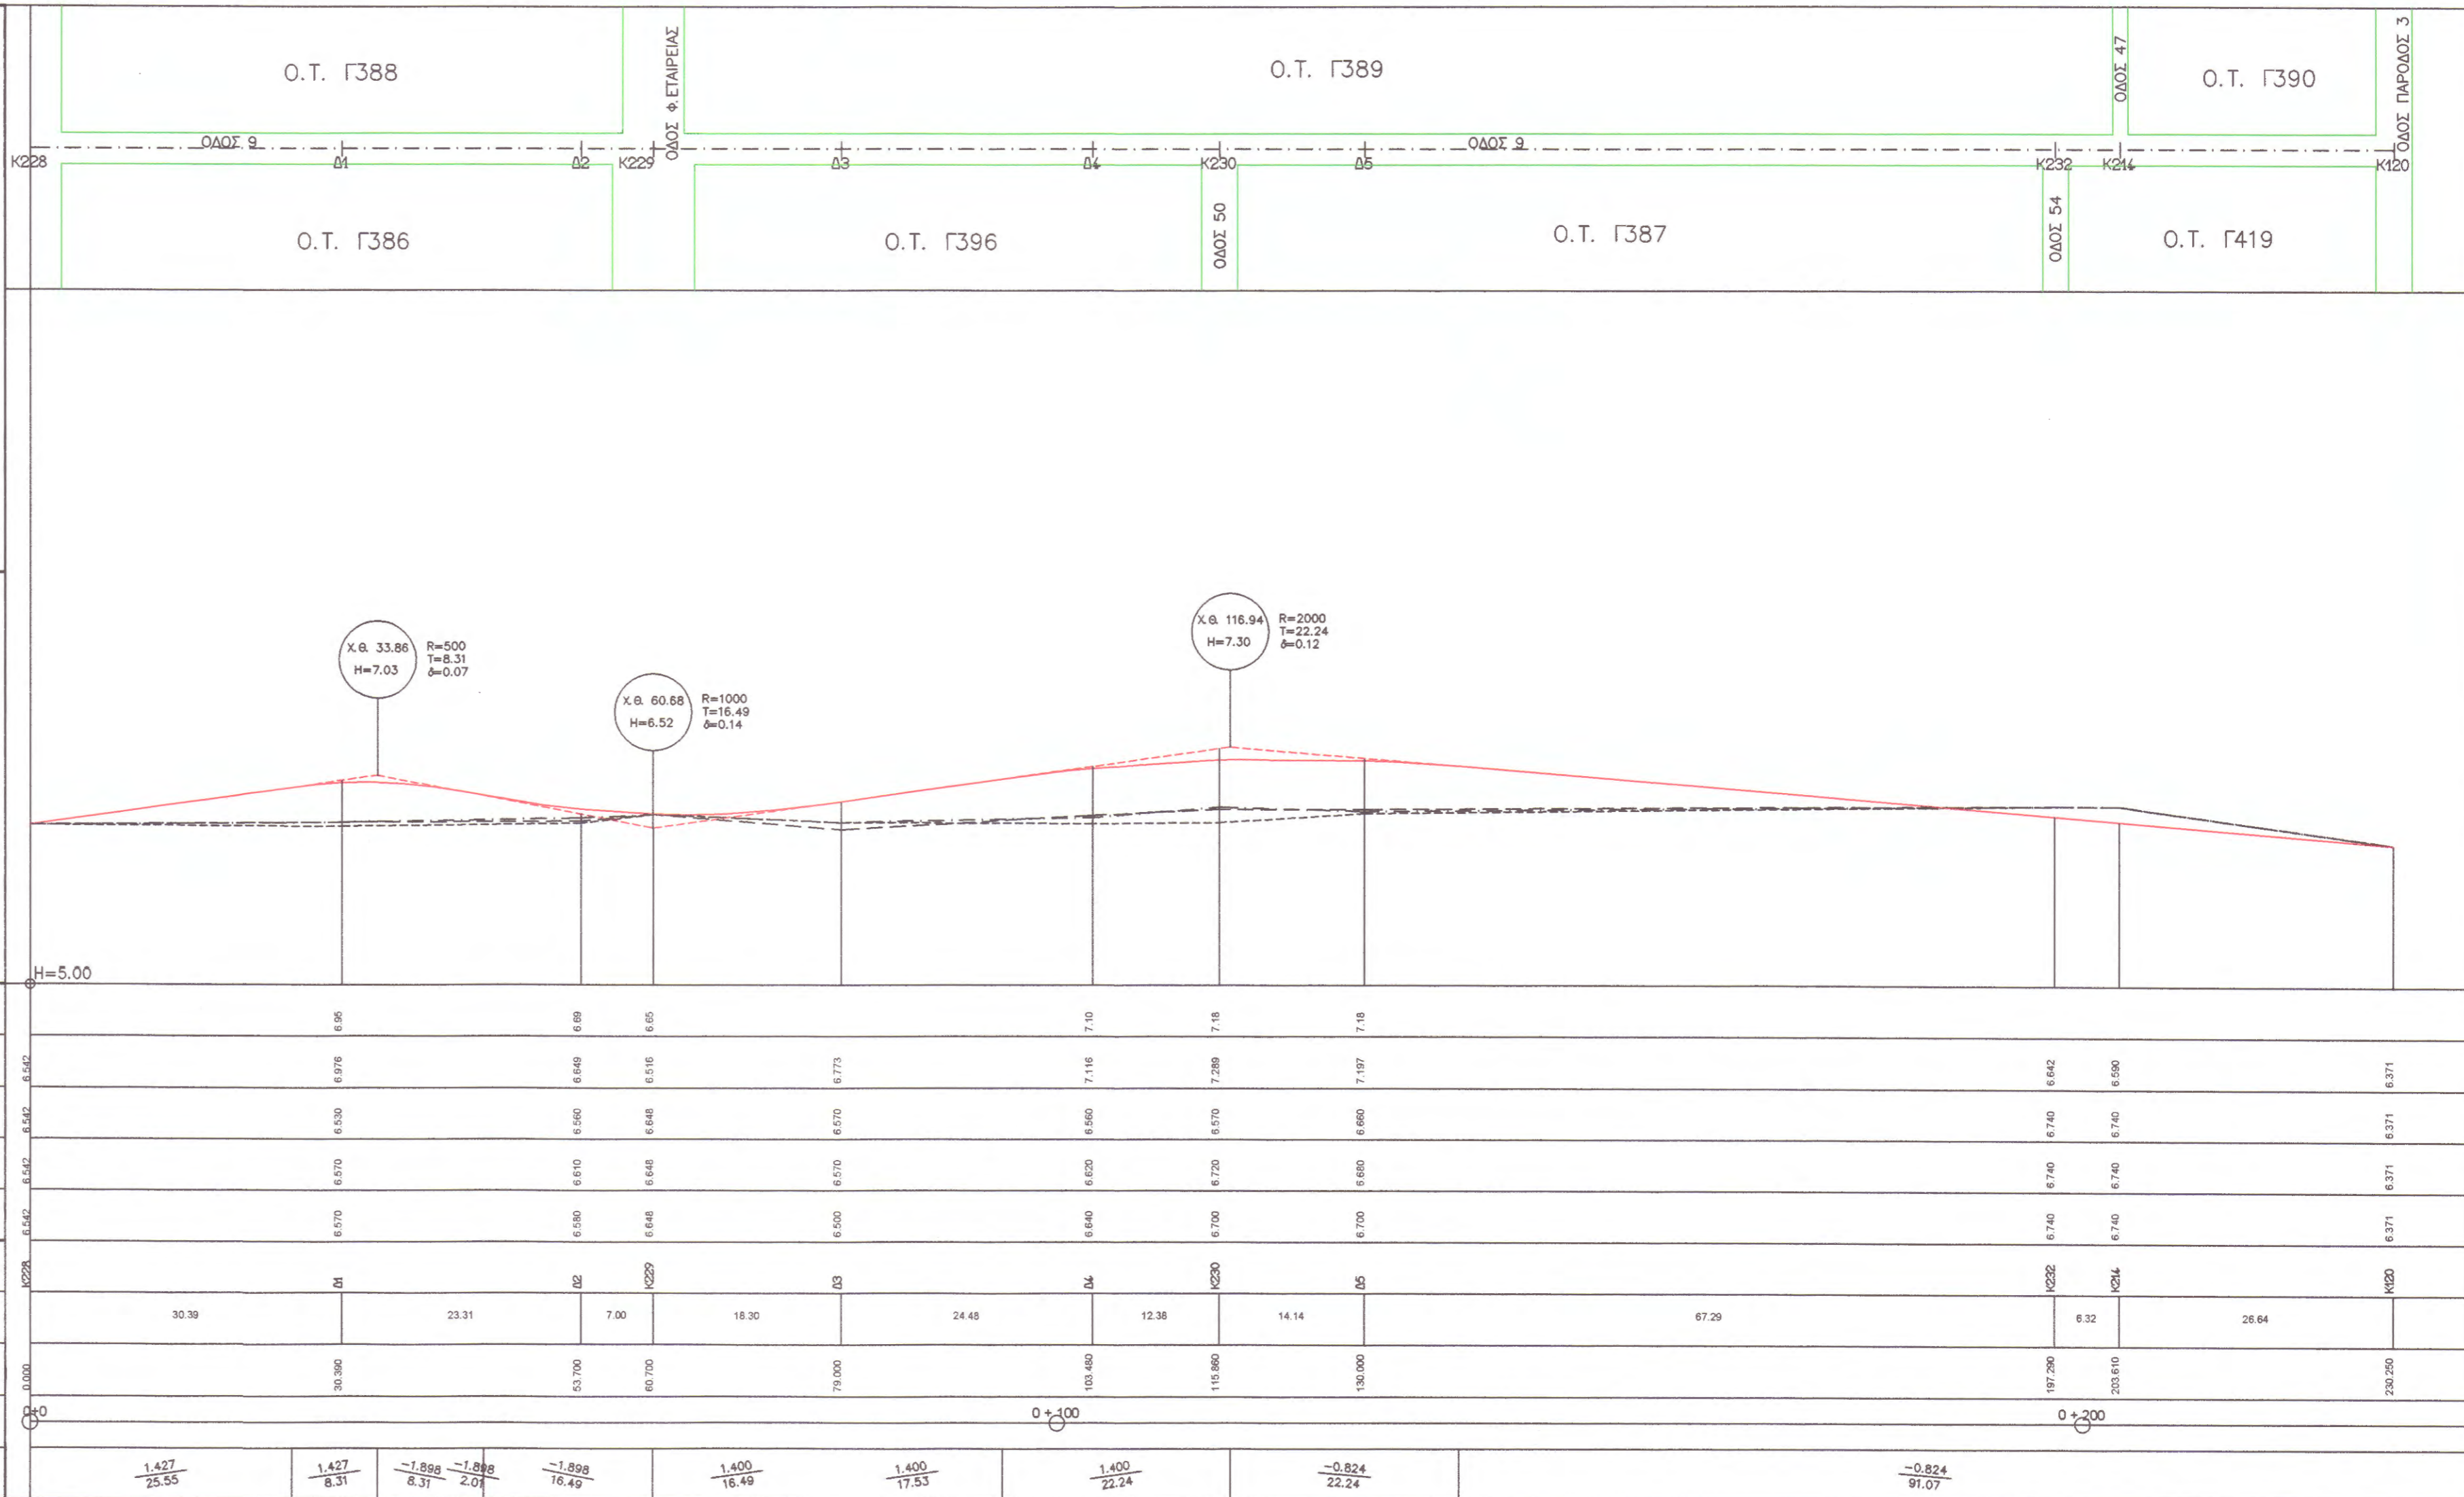 Ο.Τ. Γ388
ΟΔΟΣ Φ.ΕΤΑΙΡΕΙΑΣ
Ο.Τ. Γ389
ΟΔΟΣ 47
Ο.Τ. Γ390
ΟΔΟΣ ΠΑΡΟΔΟΣ 3
ΟΔΟΣ 9
ΟΔΟΣ 9
Κ228 Δ1 Δ2 Κ229 Δ3 Δ4 Κ230 Δ5 Κ232 Κ214 Κ120
Ο.Τ. Γ386
Ο.Τ. Γ396
ΟΔΟΣ 50
Ο.Τ. Γ387
ΟΔΟΣ 54
Ο.Τ. Γ419
Χ.Θ. 33.86
H=7.03
R=500
T=8.31
δ=0.07
Χ.Θ. 60.68
H=6.52
R=1000
T=16.49
δ=0.14
Χ.Θ. 116.94
H=7.30
R=2000
T=22.24
δ=0.12
H=5.00
6.95 6.69 6.65 7.10 7.18 7.18
6.542 6.976 6.649 6.516 6.773 7.116 7.289 7.197 6.642 6.590 6.371
6.542 6.530 6.560 6.648 6.570 6.560 6.570 6.660 6.740 6.740 6.371
6.542 6.570 6.610 6.648 6.570 6.620 6.720 6.680 6.740 6.740 6.371
6.542 6.570 6.580 6.648 6.500 6.640 6.700 6.700 6.740 6.740 6.371
Κ228 Δ1 Δ2 Κ229 Δ3 Δ4 Κ230 Δ5 Κ232 Κ214 Κ120
30.39 23.31 7.00 18.30 24.48 12.38 14.14 67.29 6.32 26.64
0.000 30.390 53.700 60.700 79.000 103.480 115.860 130.000 197.290 203.610 230.250
0+0 0+100 0+200
1.427 1.427 -1.898 -1.898 -1.898 1.400 1.400 1.400 -0.824 -0.824
25.55 8.31 8.31 2.01 16.49 16.49 17.53 22.24 22.24 91.07